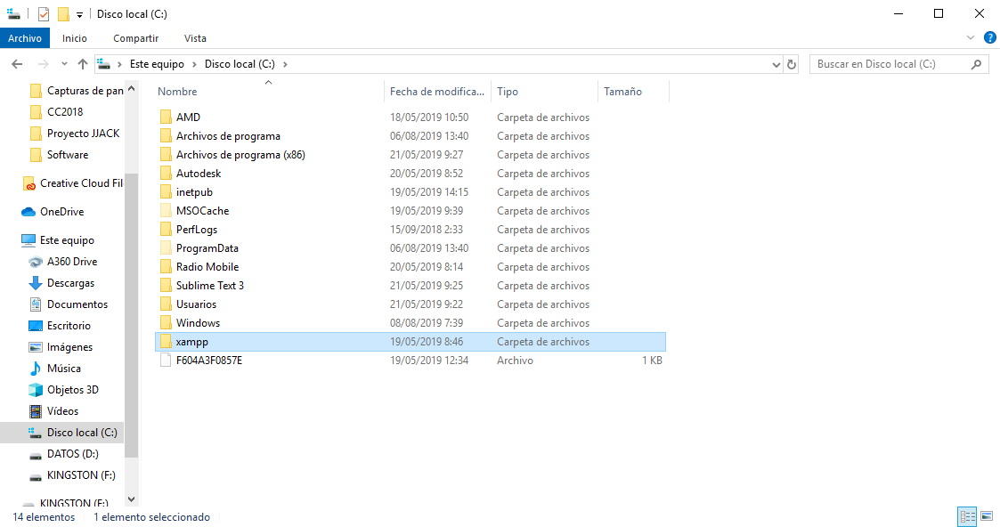 Disco local (C:)
Archivo Inicio Compartir Vista
Este equipo Disco local (C:)
Buscar en Disco local (C:)
Capturas de pan
CC2018
Proyecto JJACK
Software
Creative Cloud Fil
OneDrive
Este equipo
A360 Drive
Descargas
Documentos
Escritorio
Imágenes
Música
Objetos 3D
Vídeos
Disco local (C:)
DATOS (D:)
KINGSTON (F:)
KINGSTON (F:)
Nombre Fecha de modifica... Tipo Tamaño
AMD 18/05/2019 10:50 Carpeta de archivos
Archivos de programa 06/08/2019 13:40 Carpeta de archivos
Archivos de programa (x86) 21/05/2019 9:27 Carpeta de archivos
Autodesk 20/05/2019 8:52 Carpeta de archivos
inetpub 19/05/2019 14:15 Carpeta de archivos
MSOCache 19/05/2019 9:39 Carpeta de archivos
PerfLogs 15/09/2018 2:33 Carpeta de archivos
ProgramData 06/08/2019 13:40 Carpeta de archivos
Radio Mobile 20/05/2019 8:14 Carpeta de archivos
Sublime Text 3 21/05/2019 9:25 Carpeta de archivos
Usuarios 21/05/2019 9:22 Carpeta de archivos
Windows 08/08/2019 7:39 Carpeta de archivos
xampp 19/05/2019 8:46 Carpeta de archivos
F604A3F0857E 19/05/2019 12:34 Archivo 1 KB
14 elementos 1 elemento seleccionado